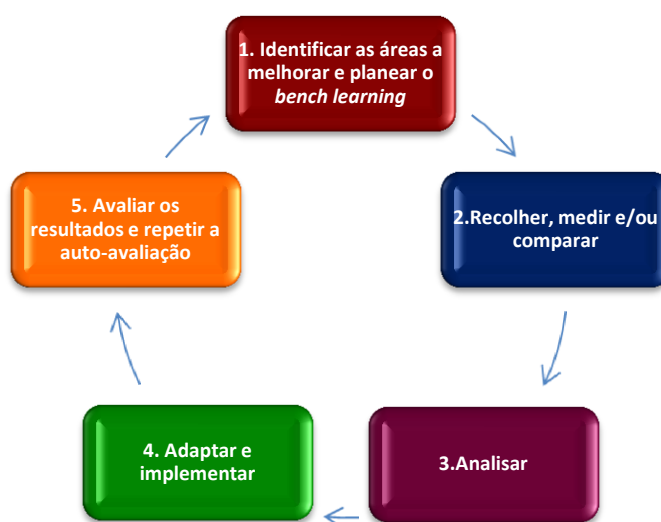 1. Identificar as áreas a
melhorar e planear o
bench learning
2.Recolher, medir e/ou
comparar
3.Analisar
4. Adaptar e
implementar
5. Avaliar os
resultados e repetir a
auto-avaliação